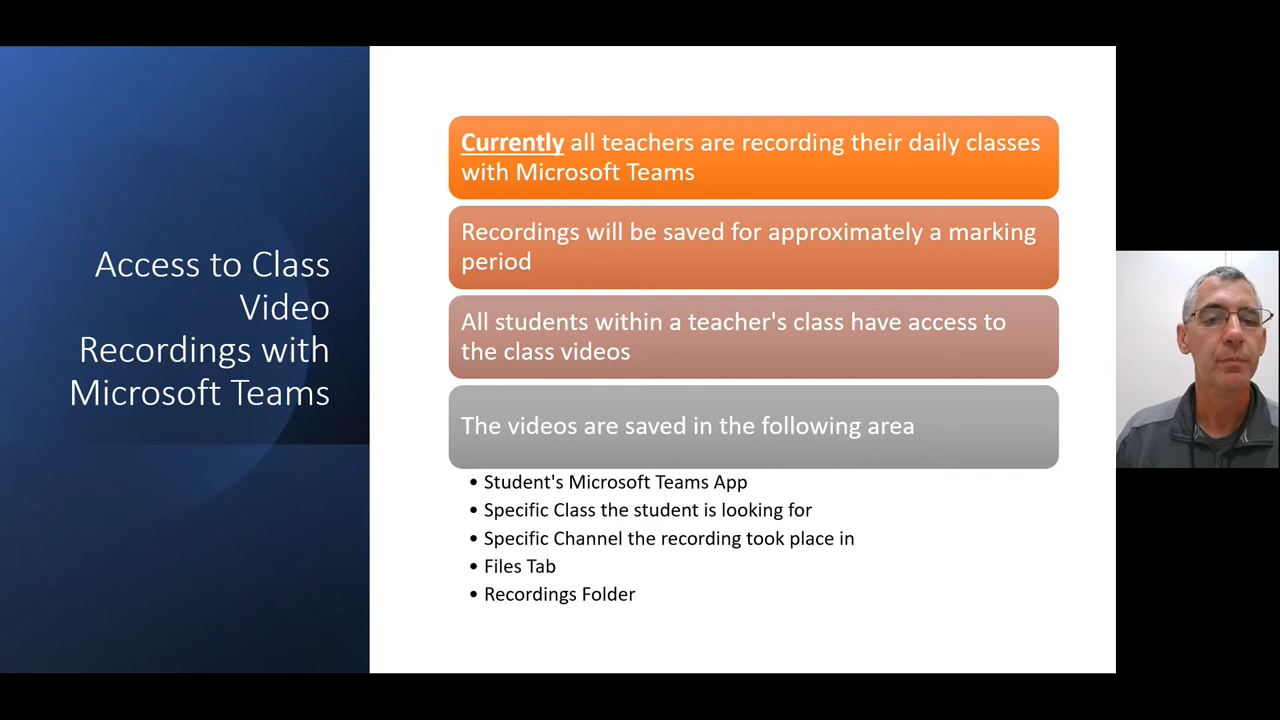 Access to Class
Video
Recordings with
Microsoft Teams
Currently all teachers are recording their daily classes
with Microsoft Teams
Recordings will be saved for approximately a marking
period
All students within a teacher's class have access to
the class videos
The videos are saved in the following area
• Student's Microsoft Teams App
• Specific Class the student is looking for
• Specific Channel the recording took place in
• Files Tab
• Recordings Folder